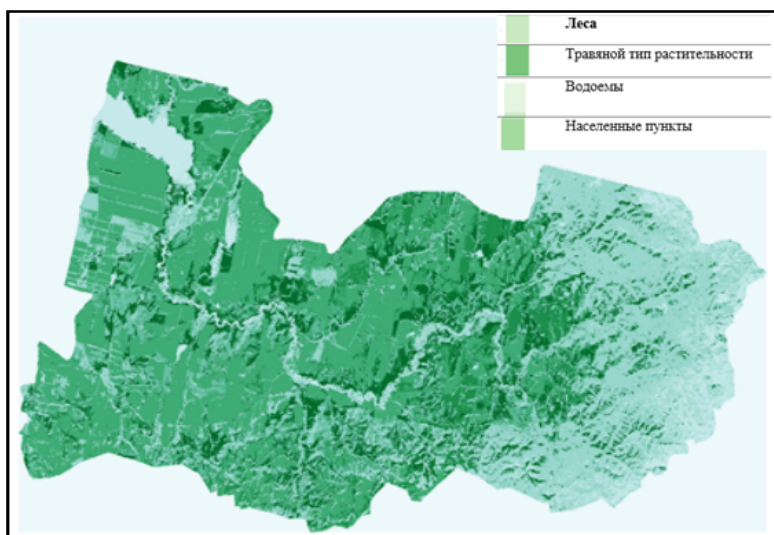 Леса
Травяной тип растительности
Водоемы
Населенные пункты